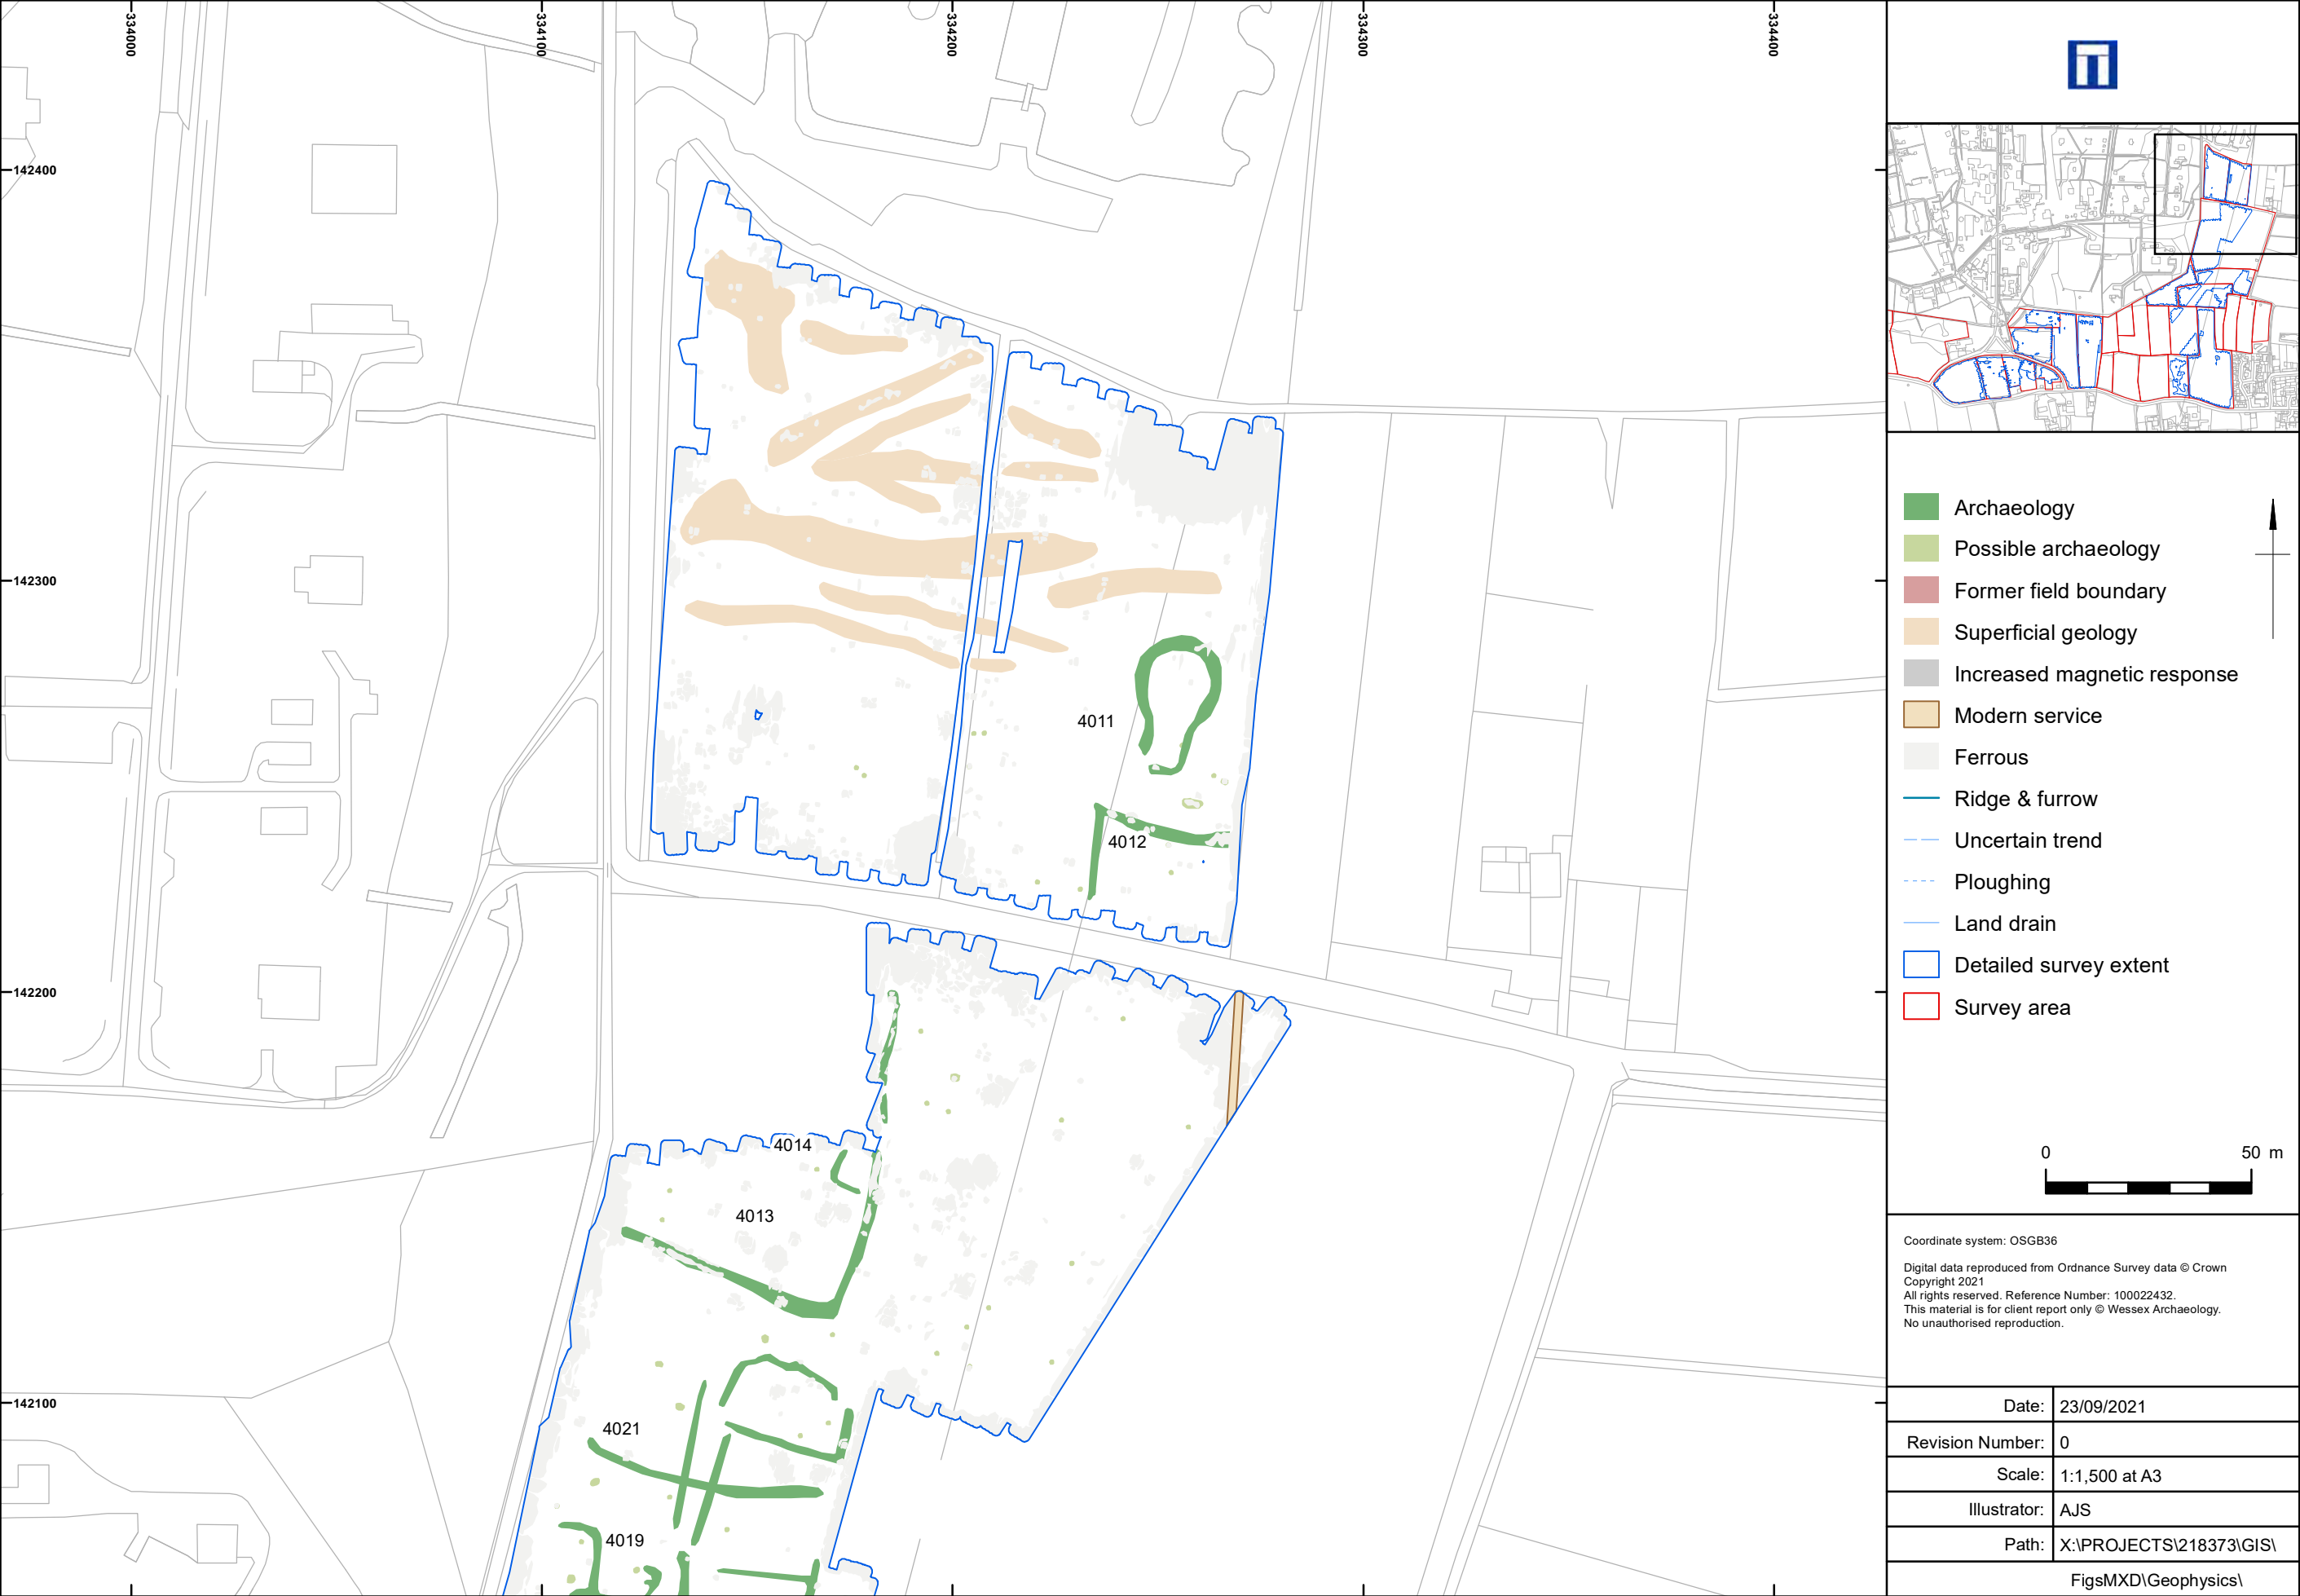 334000
334100
334200
334300
334400
142400
142300
142200
142100
4011
4012
4014
4013
4021
4019
Archaeology
Possible archaeology
Former field boundary
Superficial geology
Increased magnetic response
Modern service
Ferrous
Ridge & furrow
Uncertain trend
Ploughing
Land drain
Detailed survey extent
Survey area
0 50 m
Coordinate system: OSGB36
Digital data reproduced from Ordnance Survey data © Crown
Copyright 2021
All rights reserved. Reference Number: 100022432.
This material is for client report only © Wessex Archaeology.
No unauthorised reproduction.
Date: 23/09/2021
Revision Number: 0
Scale: 1:1,500 at A3
Illustrator: AJS
Path: X:\PROJECTS\218373\GIS\
FigsMXD\Geophysics\